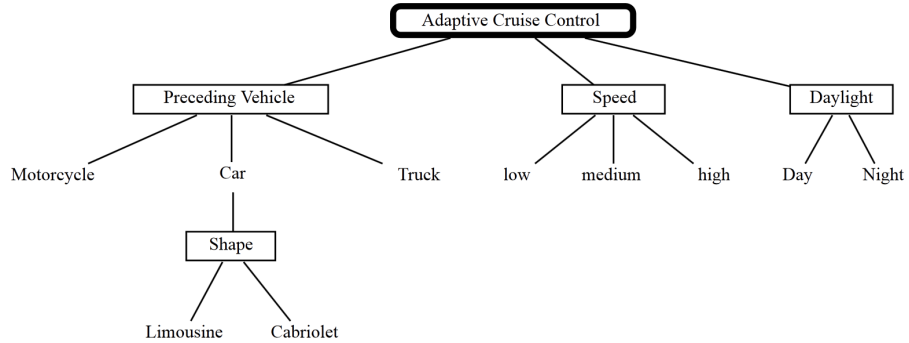 Adaptive Cruise Control
Preceding Vehicle
Speed
Daylight
Motorcycle
Car
Truck
low
medium
high
Day
Night
Shape
Limousine
Cabriolet